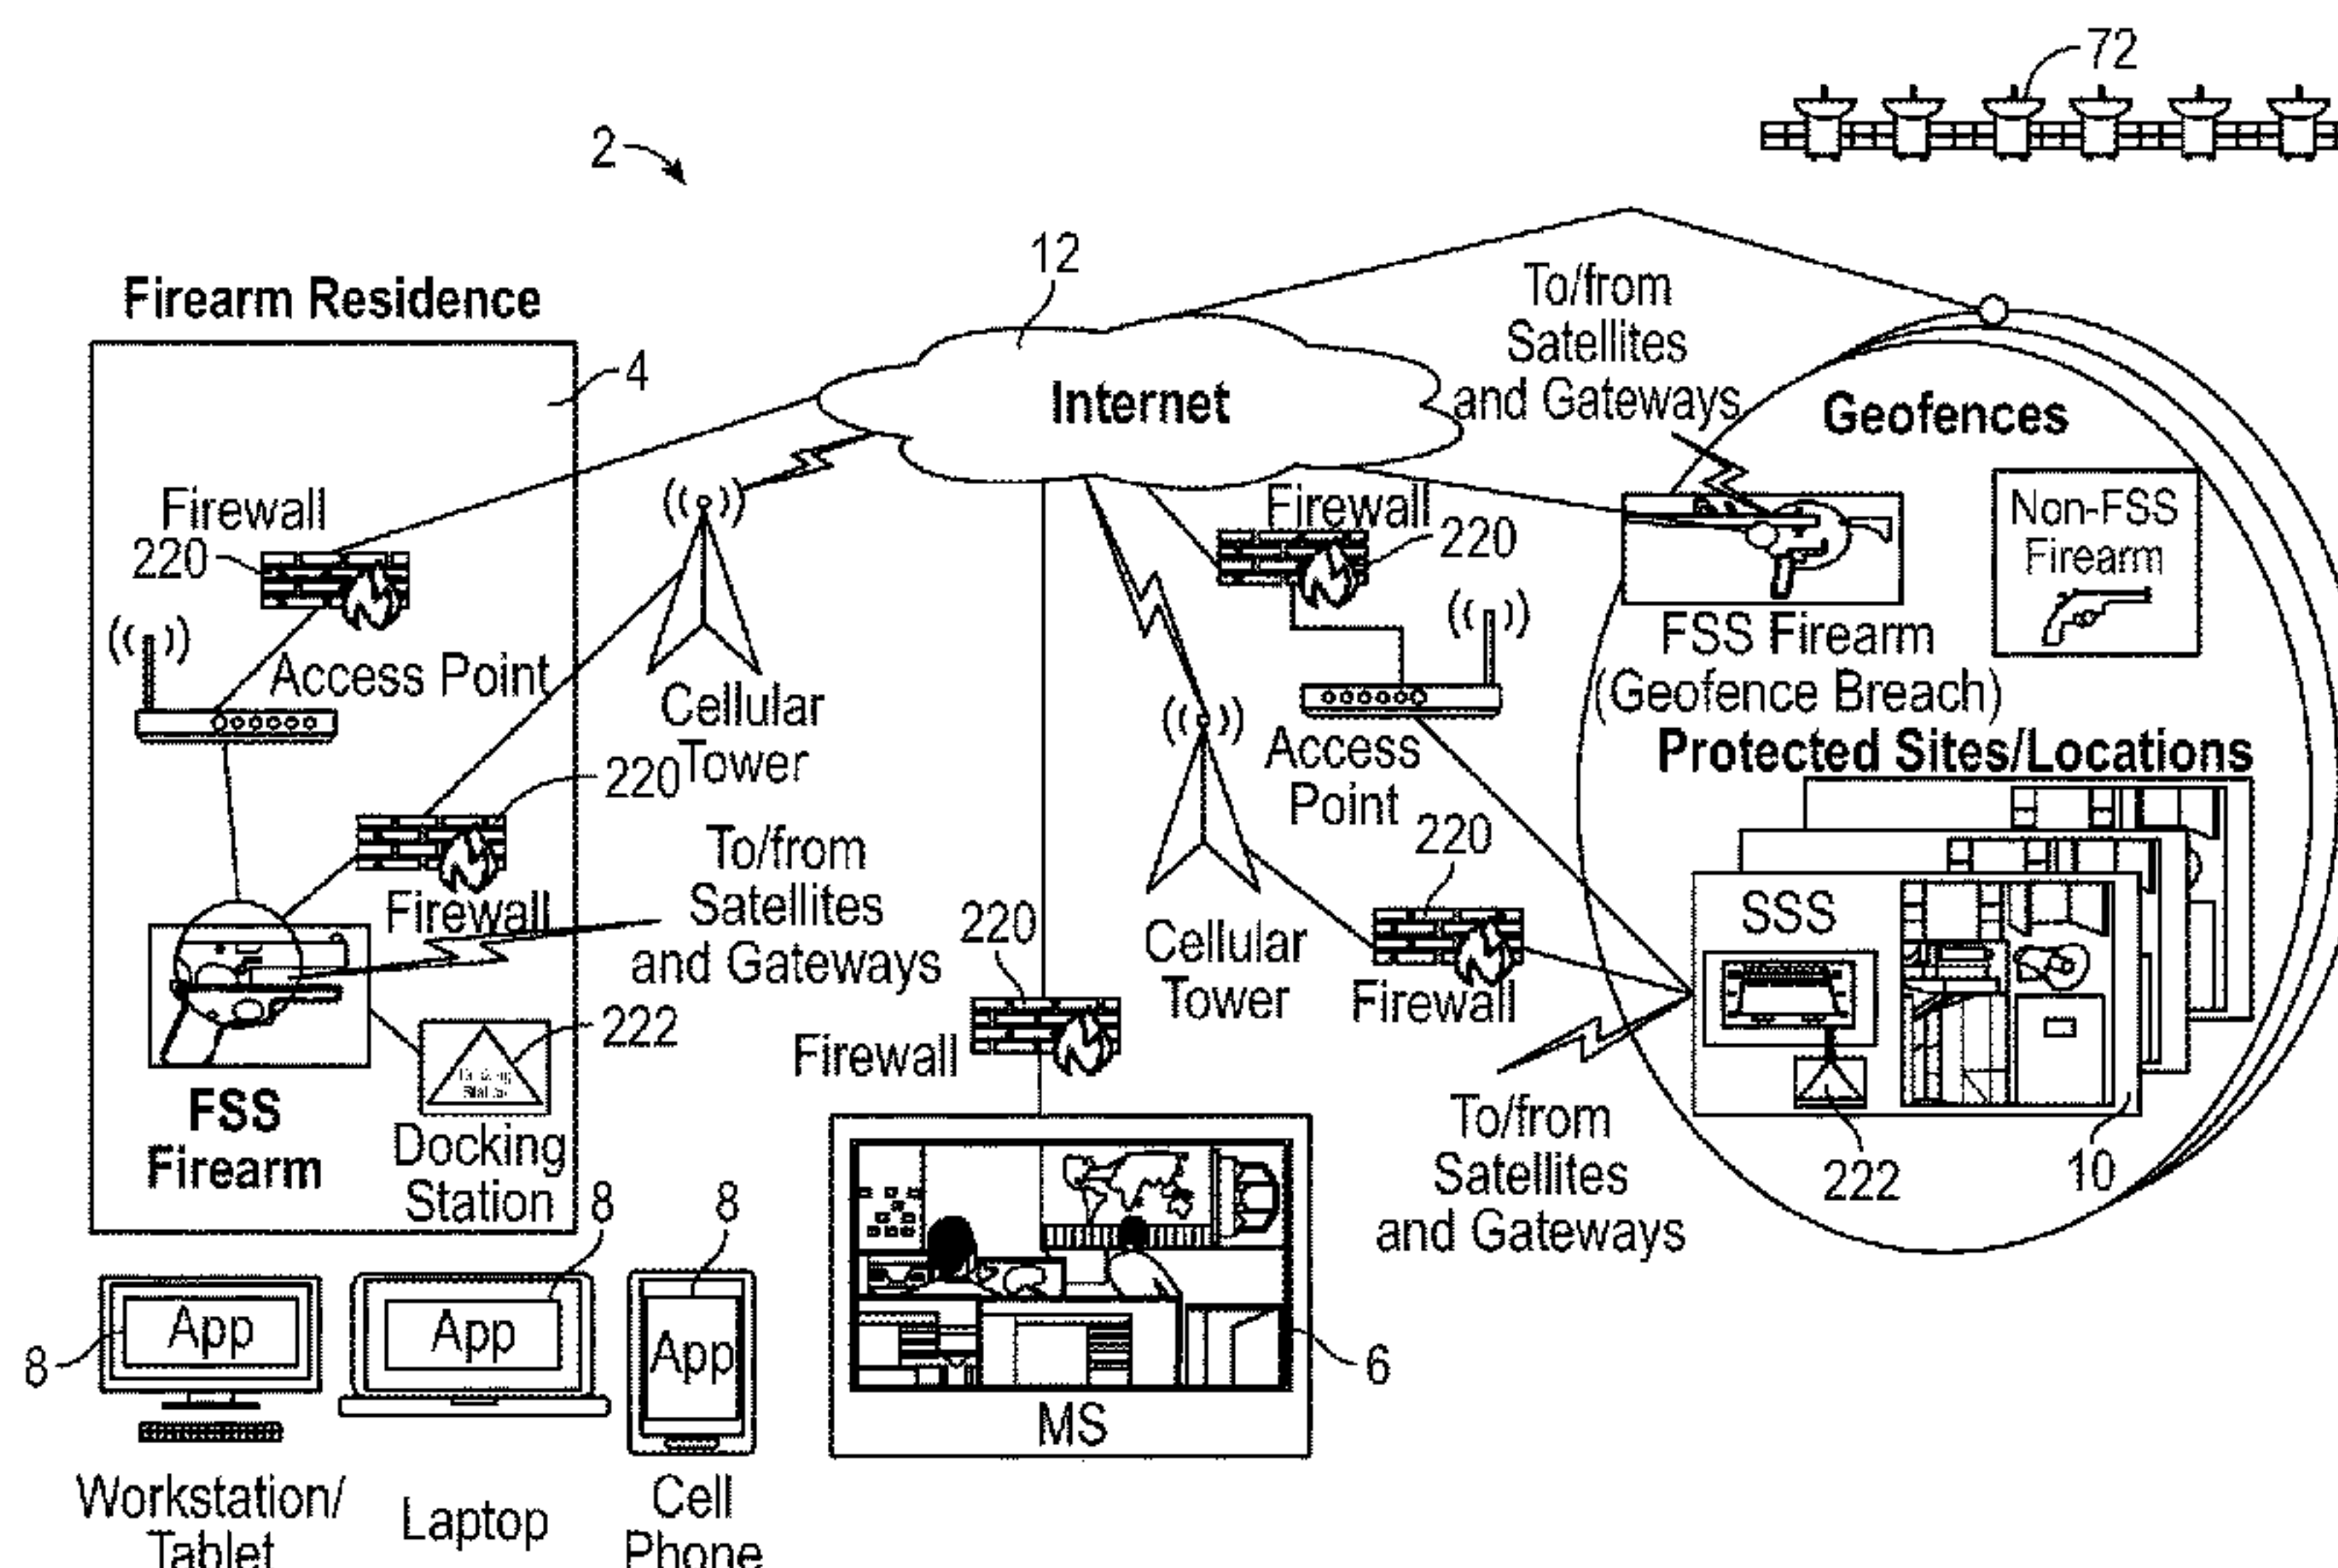 72
2
12
Firearm Residence
4
To/from
Satellites
and Gateways
Internet
Geofences
Firewall
220
Firewall
220
Non-FSS
Firearm
Access Point
Cellular
Tower
FSS Firearm
(Geofence Breach)
Access
Point
Protected Sites/Locations
220
Firewall
To/from
Satellites
and Gateways
220
220
Cellular
Tower
Firewall
SSS
FSS
Firearm
222
Docking
Station
Firewall
To/from
Satellites
and Gateways
222
10
8
8
8
App
App
App
6
MS
Workstation/
Tablet
Laptop
Cell
Phone